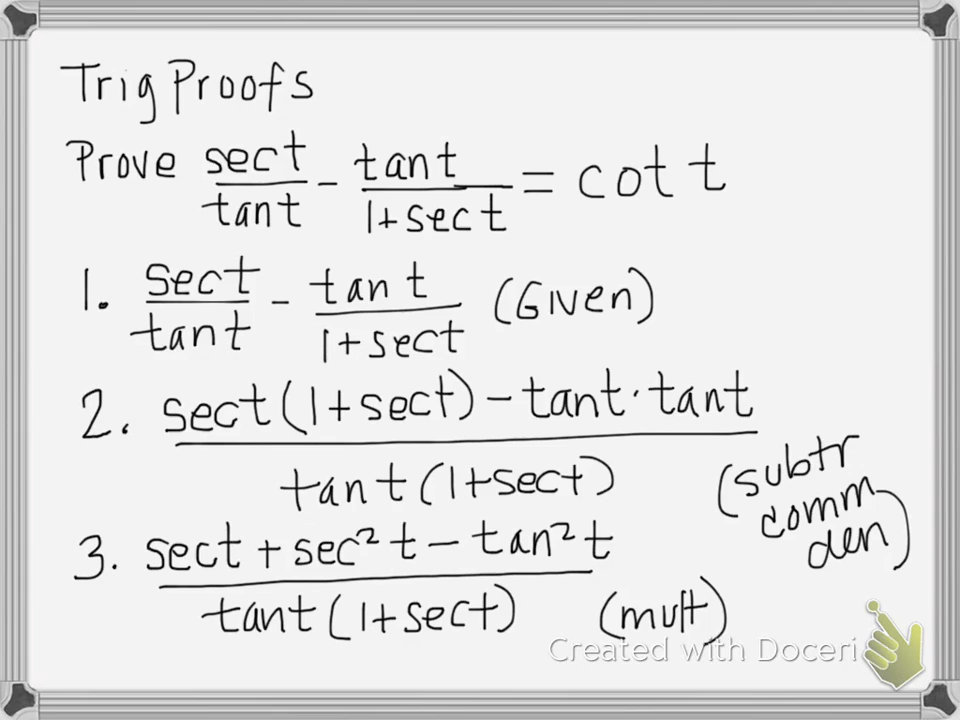 Trig Proofs
Prove sect/tant - tant/1+sect = cot t
1. sect/tant - tant/1+sect (Given)
2. sect(1+sect)-tant·tant/tant(1+sect) (subtr comm den)
3. sect+sec²t-tan²t/tant(1+sect) (mult)
Created with Doceri